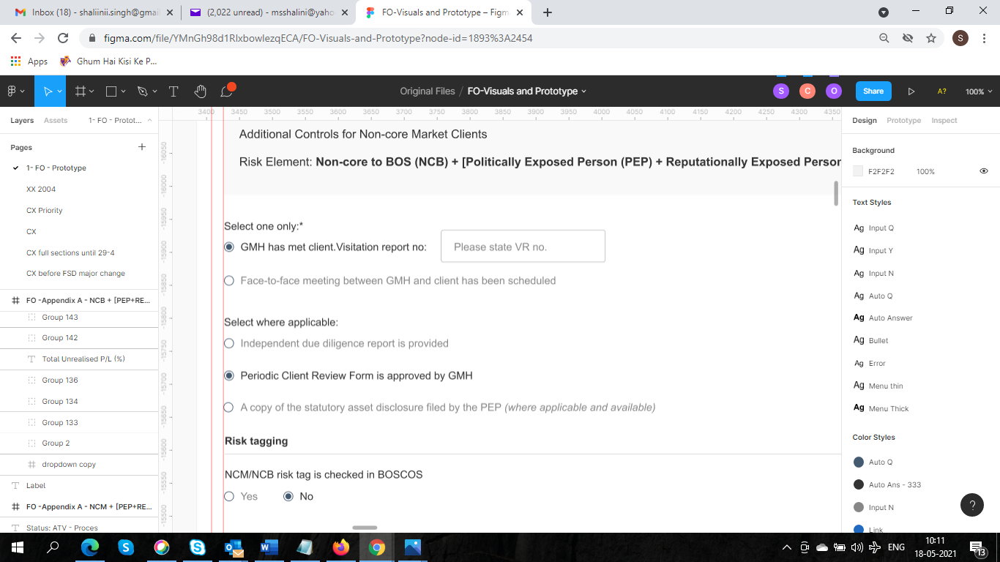 Inbox (18) - shaliinii.singh@gmai
(2,022 unread) - msshalini@yaho
FO-Visuals and Prototype – Figm
figma.com/file/YMnGh98d1RIxbowIezqECA/FO-Visuals-and-Prototype?node-id=1893%3A2454
S
Apps
Ghum Hai Kisi Ke P...
Original Files / FO-Visuals and Prototype
S
C
O
Share
A?
100%
Layers
Assets
1- FO - Protot...
3400 3450 3500 3550 3600 3650 3700 3750 3800 3850 3900 3950 4000 4050 4100 4150 4200 4250 4300 4350
Design
Prototype
Inspect
Pages
1- FO - Prototype
XX 2004
CX Priority
CX
CX full sections until 29-4
CX before FSD major change
FO -Appendix A - NCB + [PEP+RE...
Group 143
Group 142
Total Unrealised P/L (%)
Group 136
Group 134
Group 133
Group 2
dropdown copy
Label
FO -Appendix A - NCM + [PEP+RE...
Status: ATV - Proces
-16050
-16000
-15950
-15900
-15850
-15800
-15750
-15700
-15650
-15600
-15550
-15500
Additional Controls for Non-core Market Clients
Risk Element: Non-core to BOS (NCB) + [Politically Exposed Person (PEP) + Reputationally Exposed Person
Select one only:*
GMH has met client.Visitation report no:
Please state VR no.
Face-to-face meeting between GMH and client has been scheduled
Select where applicable:
Independent due diligence report is provided
Periodic Client Review Form is approved by GMH
A copy of the statutory asset disclosure filed by the PEP (where applicable and available)
Risk tagging
NCM/NCB risk tag is checked in BOSCOS
Yes
No
Background
F2F2F2
100%
Text Styles
Ag Input Q
Ag Input Y
Ag Input N
Ag Auto Q
Ag Auto Answer
Ag Bullet
Ag Error
Ag Menu thin
Ag Menu Thick
Color Styles
Auto Q
Auto Ans - 333
Input N
Link
?
ENG
10:11
18-05-2021
13